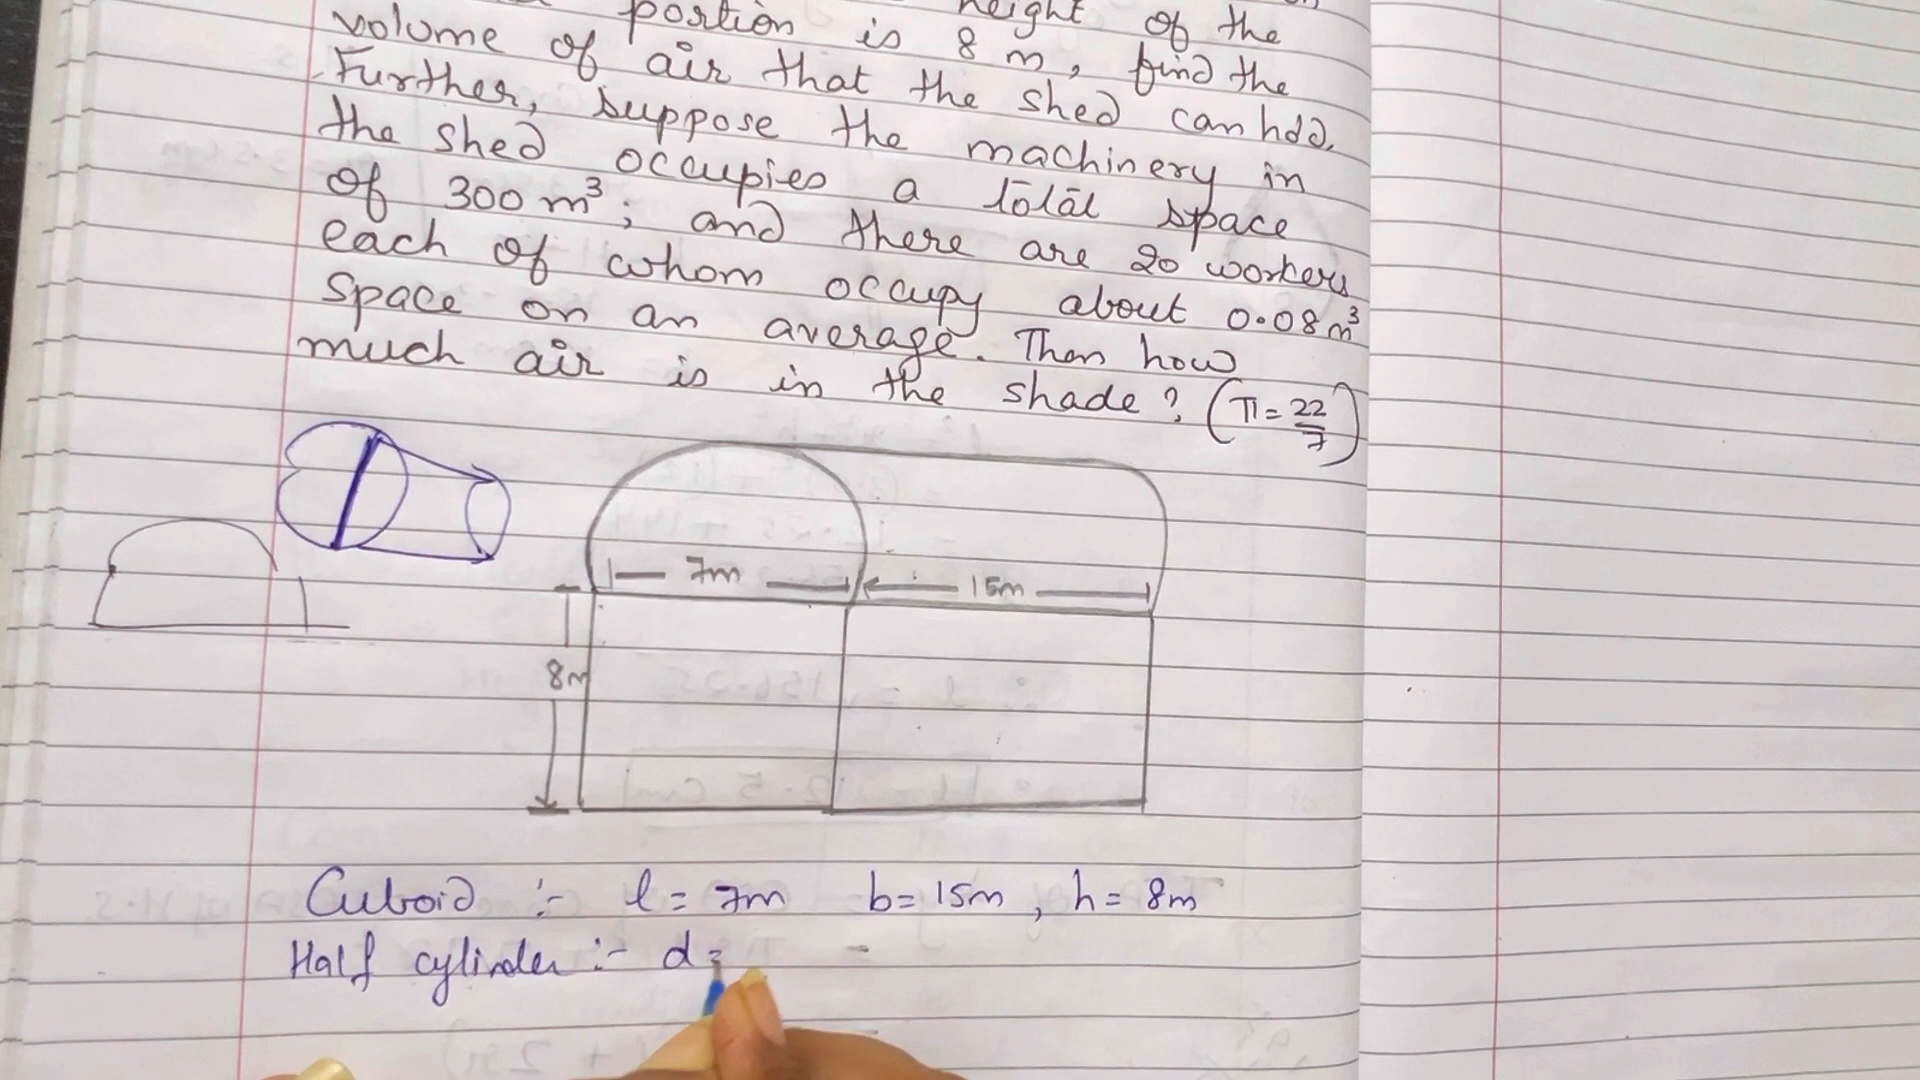 portion is height of the
volume of air that 8 m, find the
Further, suppose the shed can hold.
the shed occupies the machinery in
of 300 m³; and a total space
each of whom there are 20 workers
space on an occupy about 0.08 m³
much air average. Then how
is in the shade? (π = 22/7)
7m
15m
8m
Cuboid :- l = 7m b = 15m, h = 8m
Half cylinder :- d =